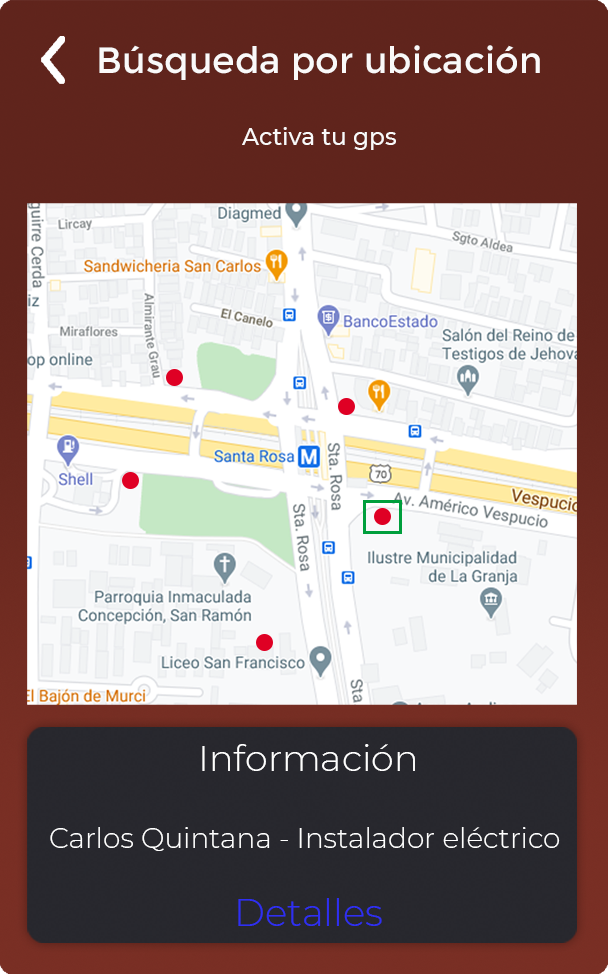 Búsqueda por ubicación
Activa tu gps
Diagmed
guirre Cerda
Lircay
Sgto Aldea
Sandwicheria San Carlos
iz
Almirante Grau
El Canelo
BancoEstado
Miraflores
Salón del Reino de
Testigos de Jehova
op online
Santa Rosa
M
Sta. Rosa
Shell
70
Av. Américo Vespucio
Vespucio
Sta. Rosa
Ilustre Municipalidad
de La Granja
Parroquia Inmaculada
Concepción, San Ramón
Liceo San Francisco
Sta
El Bajón de Murci
Información
Carlos Quintana - Instalador eléctrico
Detalles